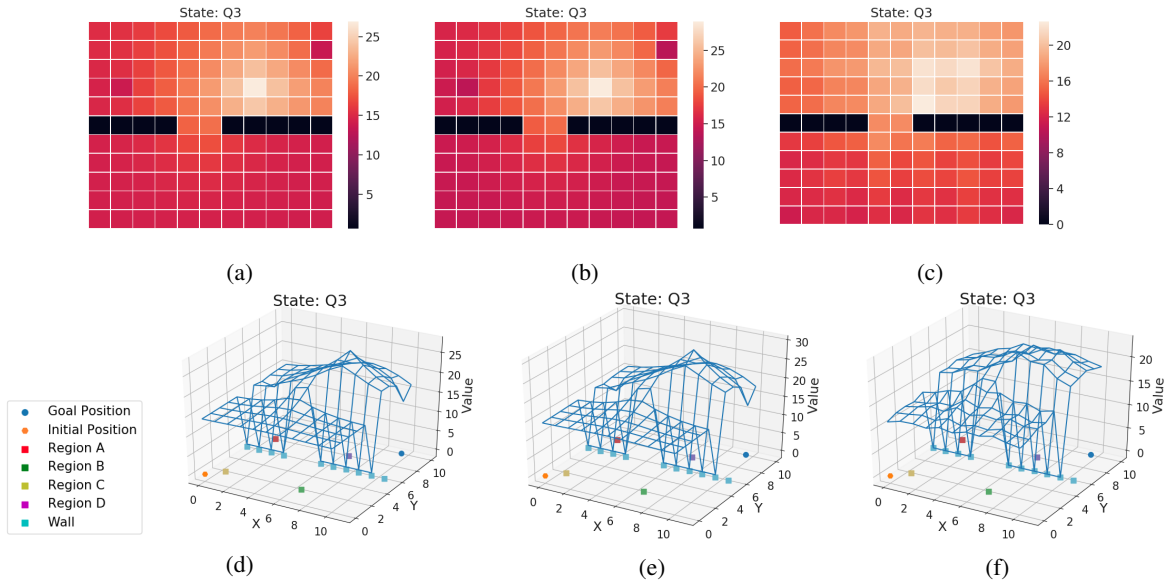 State: Q3
25
20
15
10
5
(a)
State: Q3
25
20
15
10
5
(b)
State: Q3
20
16
12
8
4
0
(c)
Goal Position
Initial Position
Region A
Region B
Region C
Region D
Wall
State: Q3
0 2 4 6 8 10
X
0 2 4 6 8 10
Y
0 5 10 15 20 25
Value
(d)
State: Q3
0 2 4 6 8 10
X
0 2 4 6 8 10
Y
0 5 10 15 20 25 30
Value
(e)
State: Q3
0 2 4 6 8 10
X
0 2 4 6 8 10
Y
0 5 10 15 20
Value
(f)